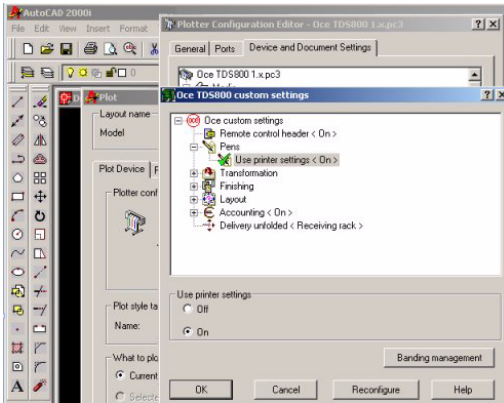 AutoCAD 2000i
File Edit View Insert Format
Plotter Configuration Editor - Oce TDS800 1.x.pc3
General Ports Device and Document Settings
Oce TDS800 1.x.pc3
Plot
Layout name
Model
Plot Device
Plotter conf
Plot style ta
Name:
What to plo
Current
Selecte
Oce TDS800 custom settings
Oce custom settings
Remote control header < On >
Pens
Use printer settings < On >
Transformation
Finishing
Layout
Accounting < On >
Delivery unfolded < Receiving rack >
Use printer settings
Off
On
Banding management
OK Cancel Reconfigure Help